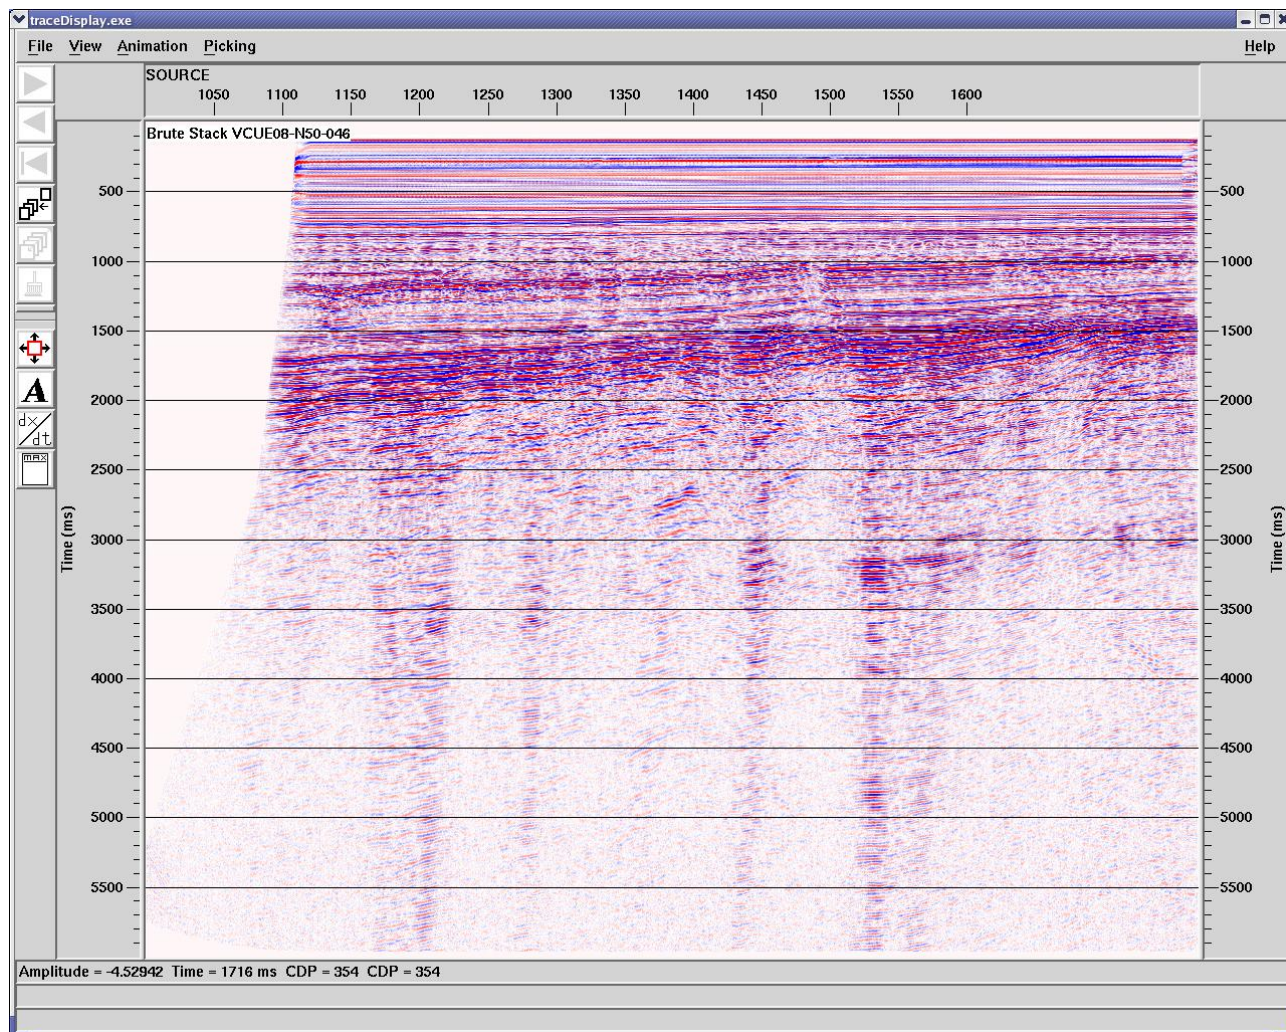 traceDisplay.exe
File View Animation Picking Help
SOURCE
1050 1100 1150 1200 1250 1300 1350 1400 1450 1500 1550 1600
Brute Stack VCUE08-N50-046
500 500
1000 1000
1500 1500
A
2000 2000
dx/dt
MAX
2500 2500
Time (ms) Time (ms)
3000 3000
3500 3500
4000 4000
4500 4500
5000 5000
5500 5500
Amplitude = -4.52942 Time = 1716 ms CDP = 354 CDP = 354